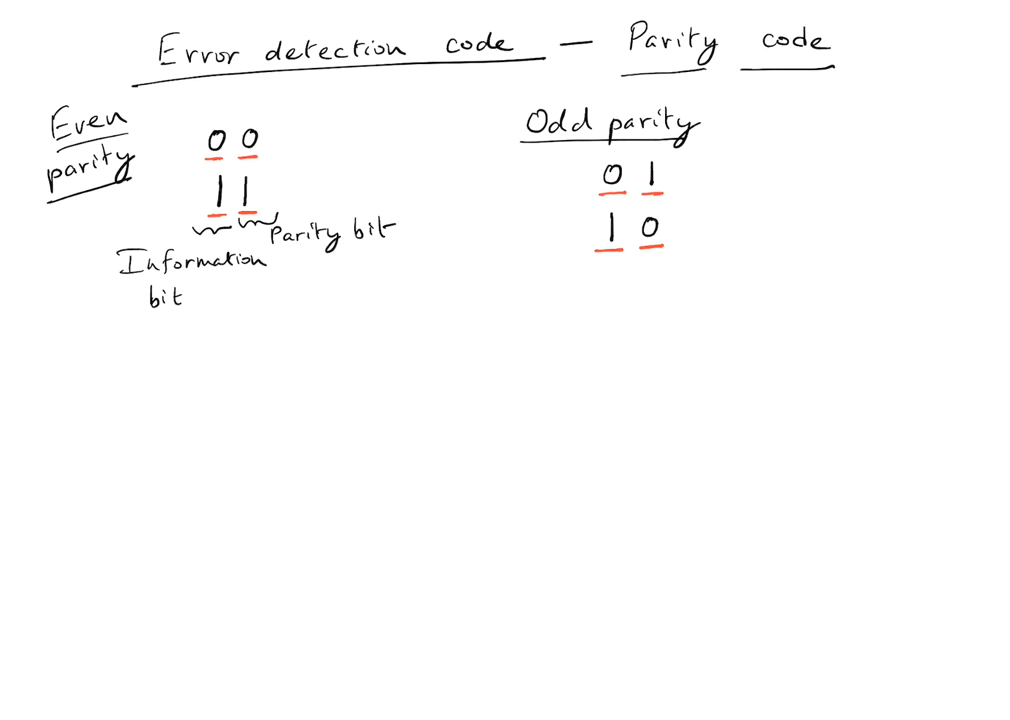 Error detection code — Parity code
Even
parity
0 0
1 1
Parity bit
Information
bit
Odd parity
0 1
1 0